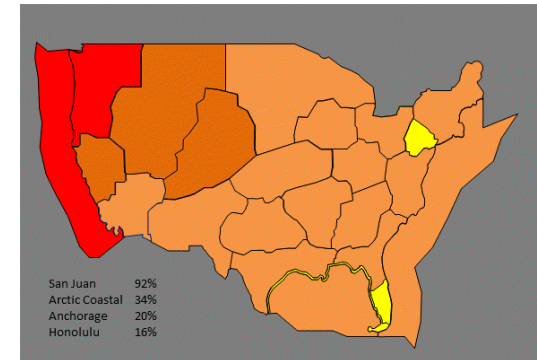 San Juan 92%
Arctic Coastal 34%
Anchorage 20%
Honolulu 16%